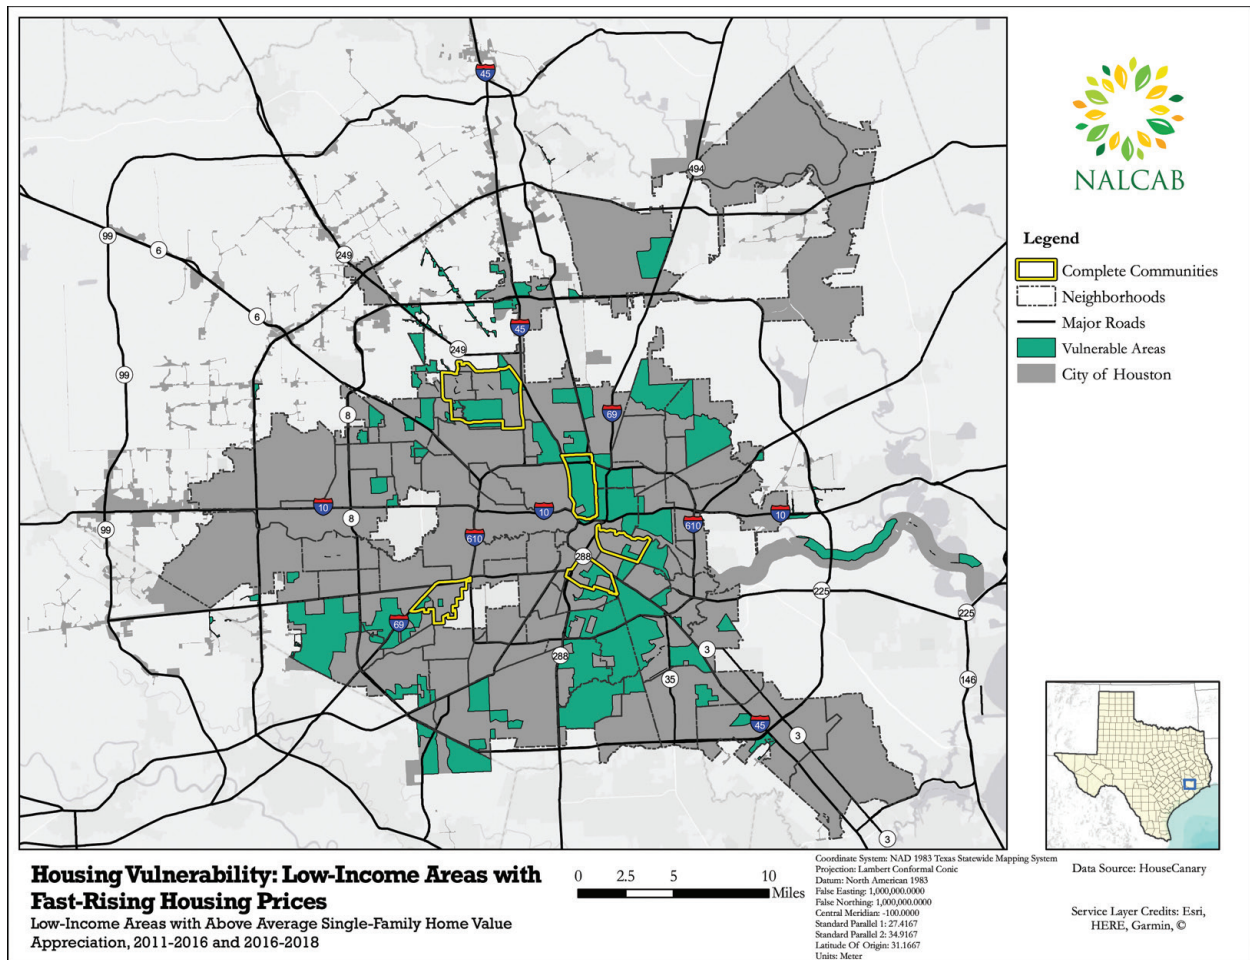 45
494
99
6
249
6
45
249
99
8
69
10
8
10
610
610
10
99
288
225
225
69
3
288
35
146
45
3
3
NALCAB
Legend
Complete Communities
Neighborhoods
Major Roads
Vulnerable Areas
City of Houston
Data Source: HouseCanary
Service Layer Credits: Esri,
HERE, Garmin, ©
Housing Vulnerability: Low-Income Areas with
Fast-Rising Housing Prices
Low-Income Areas with Above Average Single-Family Home Value
Appreciation, 2011-2016 and 2016-2018
0 2.5 5 10
Miles
Coordinate System: NAD 1983 Texas Statewide Mapping System
Projection: Lambert Conformal Conic
Datum: North American 1983
False Easting: 1,000,000.0000
False Northing: 1,000,000.0000
Central Meridian: -100.0000
Standard Parallel 1: 27.4167
Standard Parallel 2: 34.9167
Latitude Of Origin: 31.1667
Units: Meter